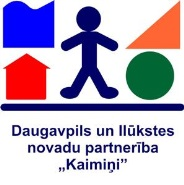 Daugavpils un Ilūkstes
novadu partnerība
„Kaimiņi”